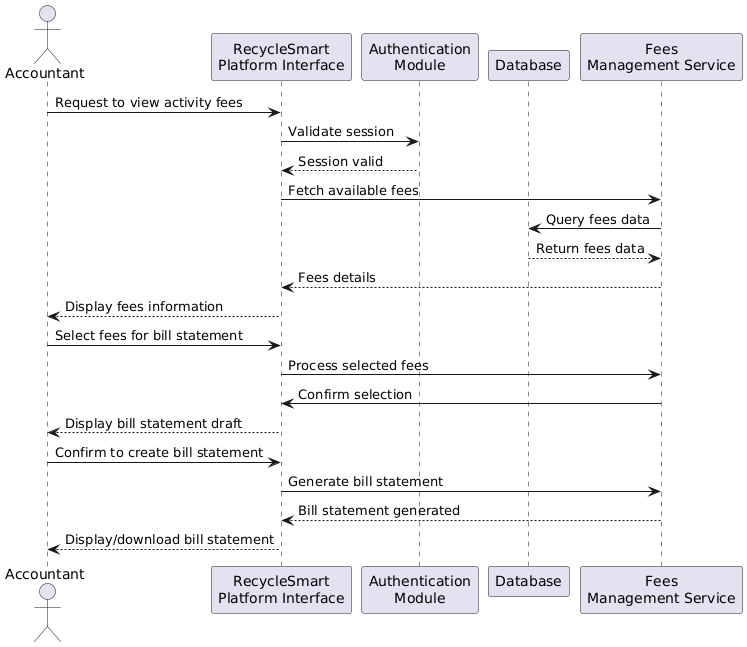 Accountant
RecycleSmart
Platform Interface
Authentication
Module
Database
Fees
Management Service
Request to view activity fees
Validate session
Session valid
Fetch available fees
Query fees data
Return fees data
Fees details
Display fees information
Select fees for bill statement
Process selected fees
Confirm selection
Display bill statement draft
Confirm to create bill statement
Generate bill statement
Bill statement generated
Display/download bill statement
Accountant
RecycleSmart
Platform Interface
Authentication
Module
Database
Fees
Management Service